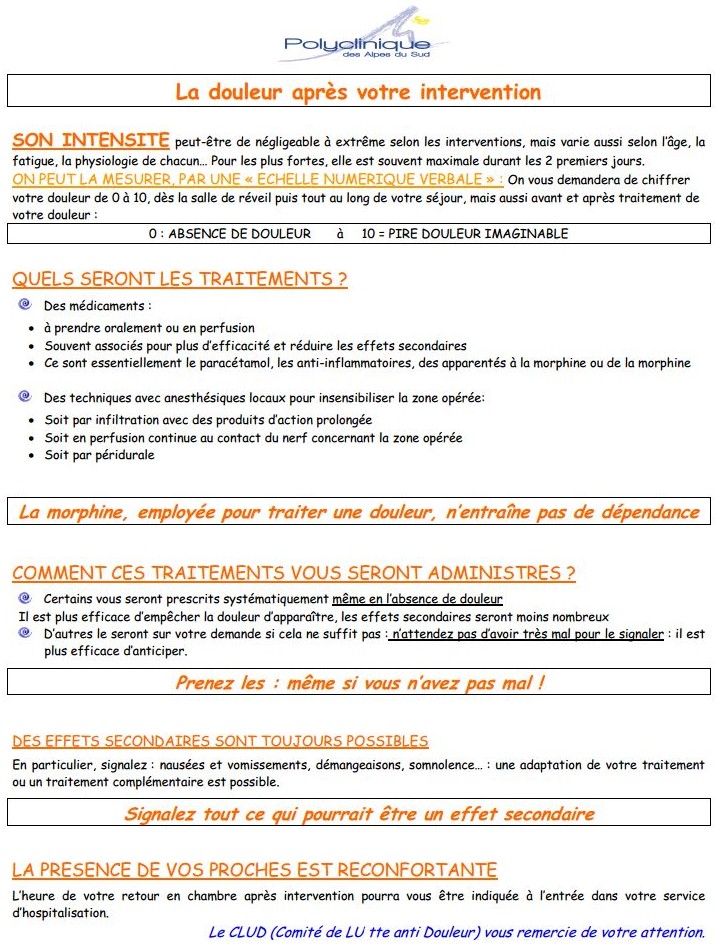 Polyclinique
des Alpes du Sud
La douleur après votre intervention
SON INTENSITE peut-être de négligeable à extrême selon les interventions, mais varie aussi selon l'âge, la
fatigue, la physiologie de chacun... Pour les plus fortes, elle est souvent maximale durant les 2 premiers jours.
ON PEUT LA MESURER, PAR UNE « ECHELLE NUMERIQUE VERBALE » : On vous demandera de chiffrer
votre douleur de 0 à 10, dès la salle de réveil puis tout au long de votre séjour, mais aussi avant et après traitement de
votre douleur :
0 : ABSENCE DE DOULEUR à 10 = PIRE DOULEUR IMAGINABLE
QUELS SERONT LES TRAITEMENTS ?
Des médicaments :
• à prendre oralement ou en perfusion
• Souvent associés pour plus d'efficacité et réduire les effets secondaires
• Ce sont essentiellement le paracétamol, les anti-inflammatoires, des apparentés à la morphine ou de la morphine
Des techniques avec anesthésiques locaux pour insensibiliser la zone opérée:
• Soit par infiltration avec des produits d'action prolongée
• Soit en perfusion continue au contact du nerf concernant la zone opérée
• Soit par péridurale
La morphine, employée pour traiter une douleur, n'entraîne pas de dépendance
COMMENT CES TRAITEMENTS VOUS SERONT ADMINISTRES ?
Certains vous seront prescrits systématiquement même en l'absence de douleur
Il est plus efficace d'empêcher la douleur d'apparaître, les effets secondaires seront moins nombreux
D'autres le seront sur votre demande si cela ne suffit pas : n'attendez pas d'avoir très mal pour le signaler : il est
plus efficace d'anticiper.
Prenez les : même si vous n'avez pas mal !
DES EFFETS SECONDAIRES SONT TOUJOURS POSSIBLES
En particulier, signalez : nausées et vomissements, démangeaisons, somnolence... : une adaptation de votre traitement
ou un traitement complémentaire est possible.
Signalez tout ce qui pourrait être un effet secondaire
LA PRESENCE DE VOS PROCHES EST RECONFORTANTE
L'heure de votre retour en chambre après intervention pourra vous être indiquée à l'entrée dans votre service
d'hospitalisation.
Le CLUD (Comité de LU tte anti Douleur) vous remercie de votre attention.